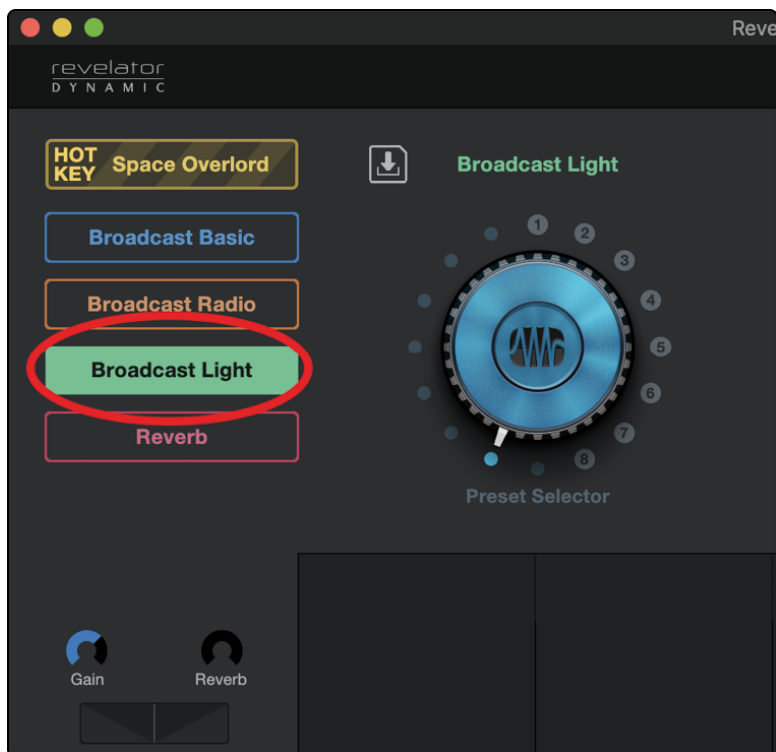 Reve
revelator
DYNAMIC
HOT KEY Space Overlord
Broadcast Light
Broadcast Basic
Broadcast Radio
Broadcast Light
Reverb
1
2
3
4
5
6
7
8
Preset Selector
Gain
Reverb